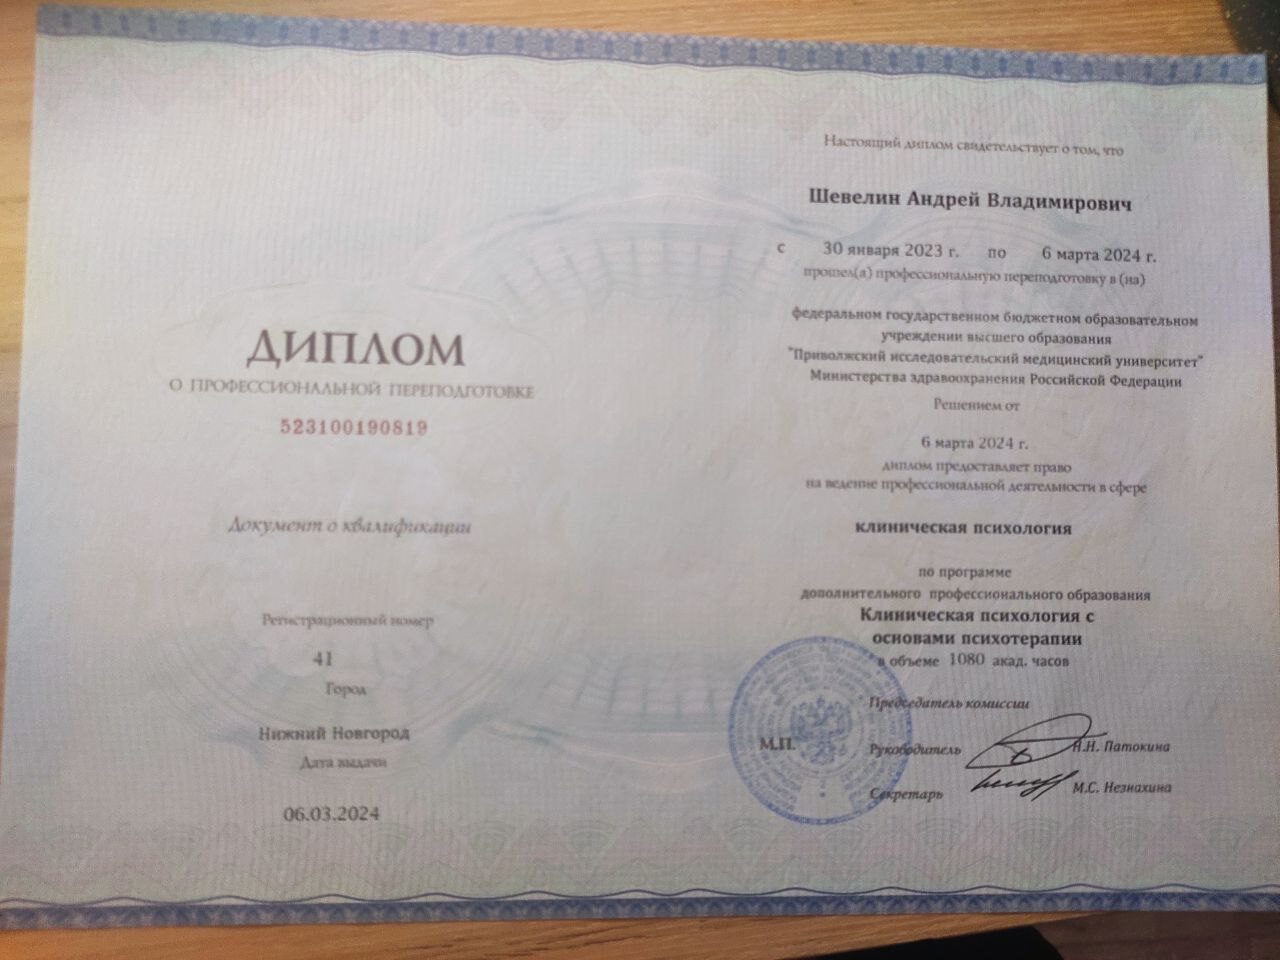 ДИПЛОМ
О ПРОФЕССИОНАЛЬНОЙ ПЕРЕПОДГОТОВКЕ
523100190819
Документ о квалификации
Регистрационный номер
41
Город
Нижний Новгород
Дата выдачи
06.03.2024
Настоящий диплом свидетельствует о том, что
Шевелин Андрей Владимирович
с 30 января 2023 г. по 6 марта 2024 г.
прошел(а) профессиональную переподготовку в (на)
федеральном государственном бюджетном образовательном
учреждении высшего образования
"Приволжский исследовательский медицинский университет"
Министерства здравоохранения Российской Федерации
Решением от
6 марта 2024 г.
диплом предоставляет право
на ведение профессиональной деятельности в сфере
клиническая психология
по программе
дополнительного профессионального образования
Клиническая психология с
основами психотерапии
в объеме 1080 акад. часов
Председатель комиссии
М.П.
Руководитель Н.Н. Патокина
Секретарь М.С. Незнахина